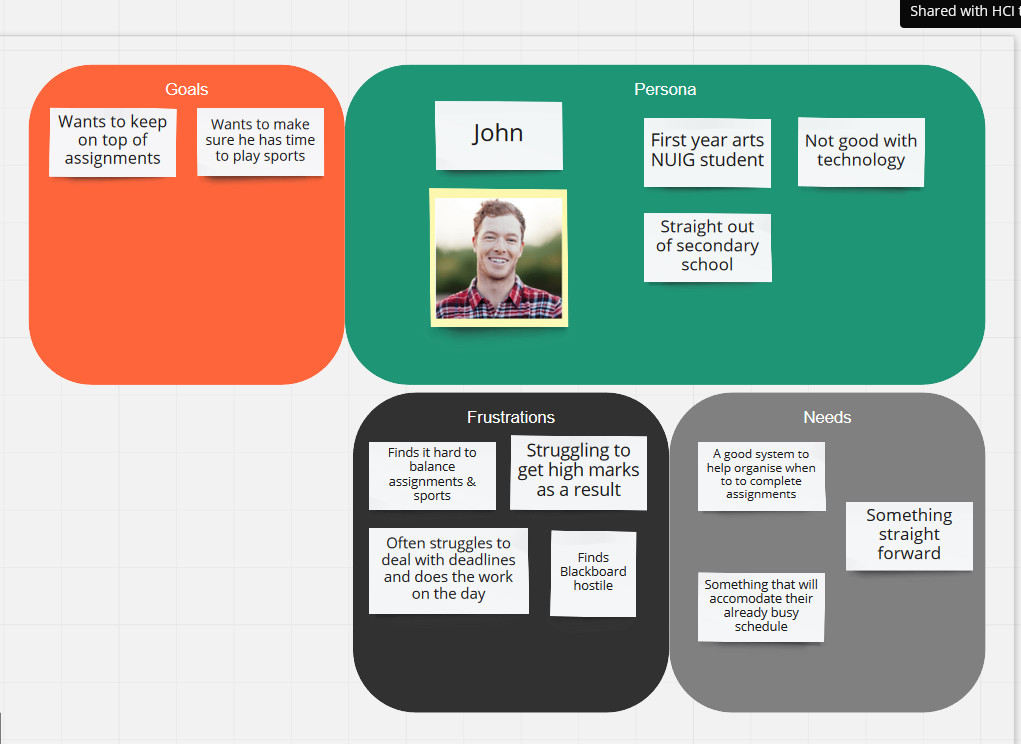 Shared with HCI
Goals
Wants to keep
on top of
assignments
Wants to make
sure he has time
to play sports
Persona
John
First year arts
NUIG student
Not good with
technology
Straight out
of secondary
school
Frustrations
Finds it hard to
balance
assignments &
sports
Struggling to
get high marks
as a result
Often struggles to
deal with deadlines
and does the work
on the day
Finds
Blackboard
hostile
Needs
A good system to
help organise when
to to complete
assignments
Something
straight
forward
Something that will
accomodate their
already busy
schedule